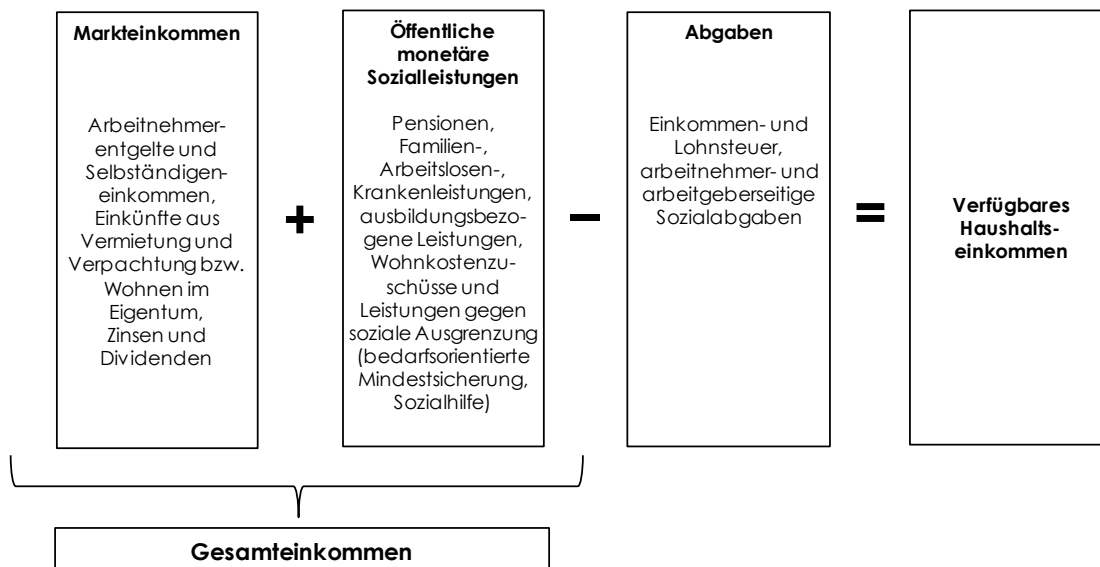 Markteinkommen
Arbeitnehmer-
entgelte und
Selbständigen-
einkommen,
Einkünfte aus
Vermietung und
Verpachtung bzw.
Wohnen im
Eigentum,
Zinsen und
Dividenden
+
Öffentliche
monetäre
Sozialleistungen
Pensionen,
Familien-,
Arbeitslosen-,
Krankenleistungen,
ausbildungsbezo-
gene Leistungen,
Wohnkostenzu-
schüsse und
Leistungen gegen
soziale Ausgrenzung
(bedarfsorientierte
Mindestsicherung,
Sozialhilfe)
–
Abgaben
Einkommen- und
Lohnsteuer,
arbeitnehmer- und
arbeitgeberseitige
Sozialabgaben
=
Verfügbares
Haushalts-
einkommen
Gesamteinkommen